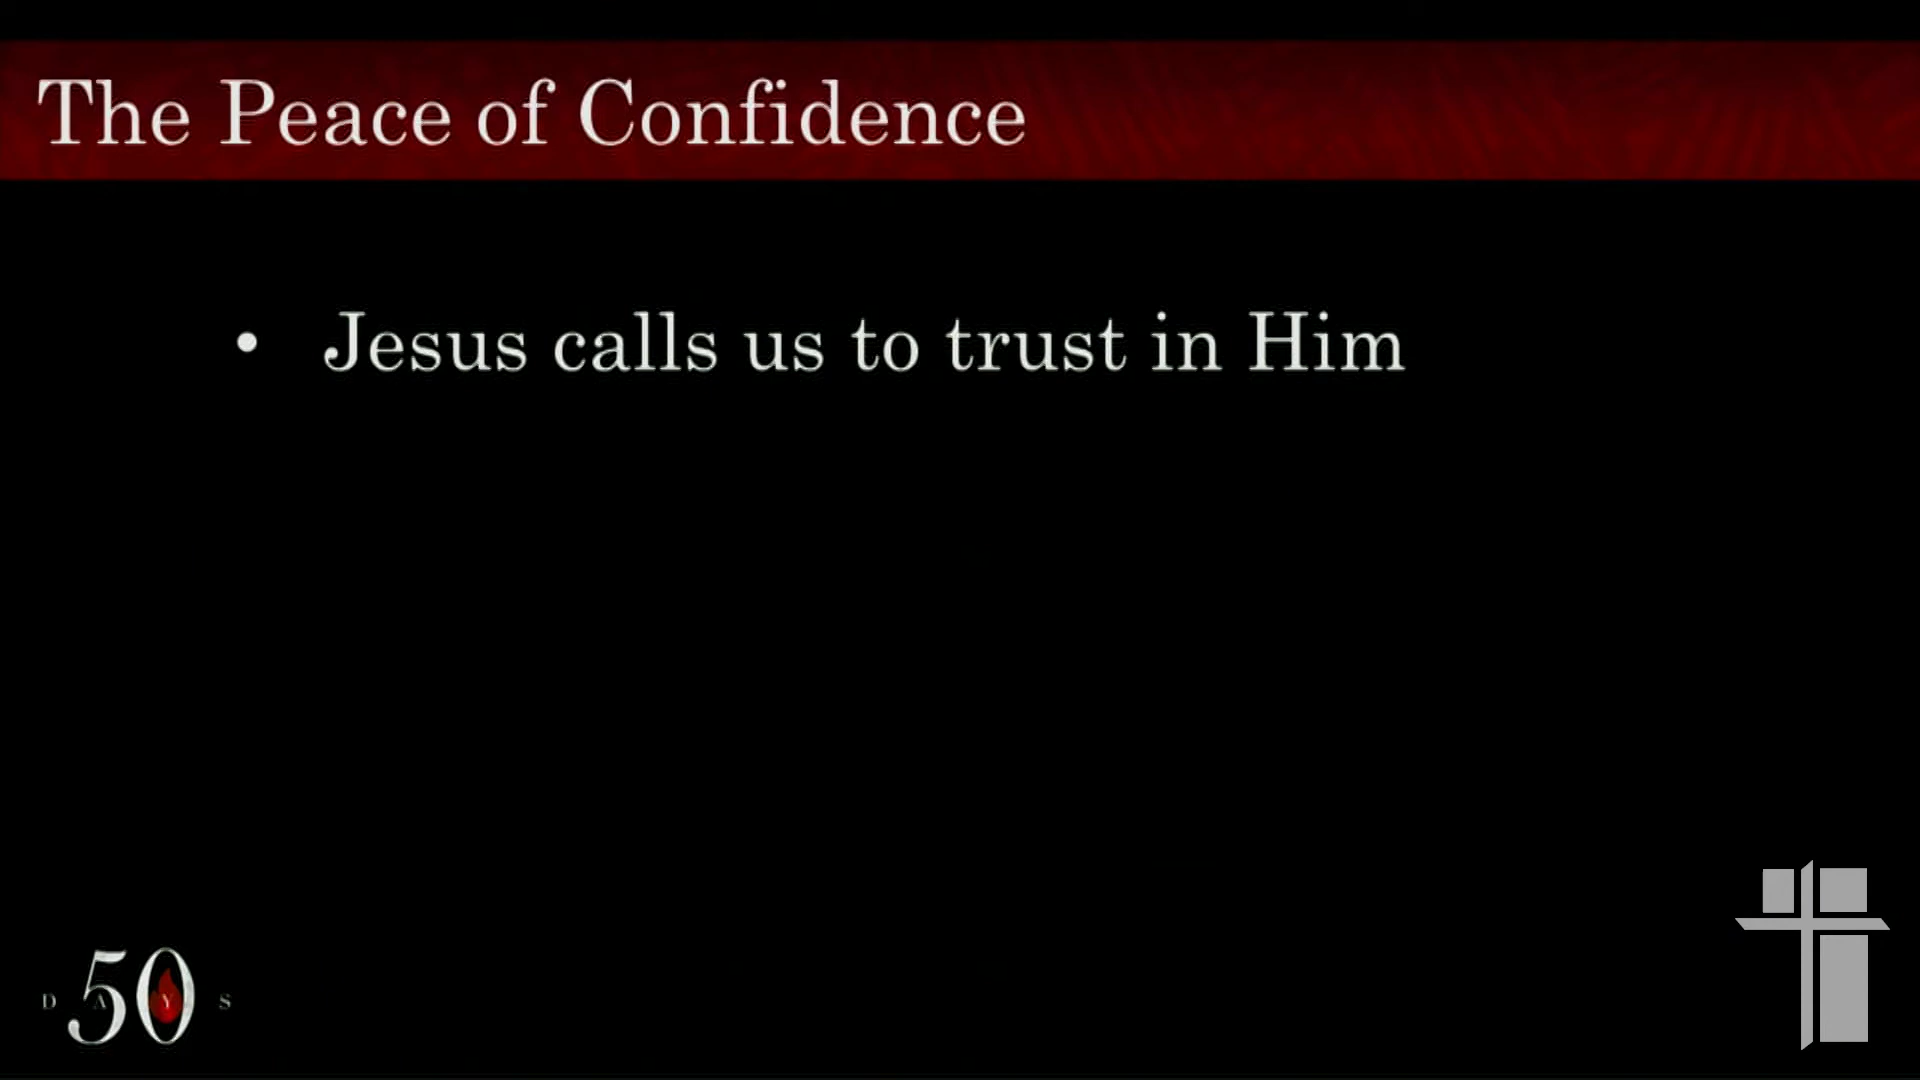 The Peace of Confidence
• Jesus calls us to trust in Him
50
D A Y S